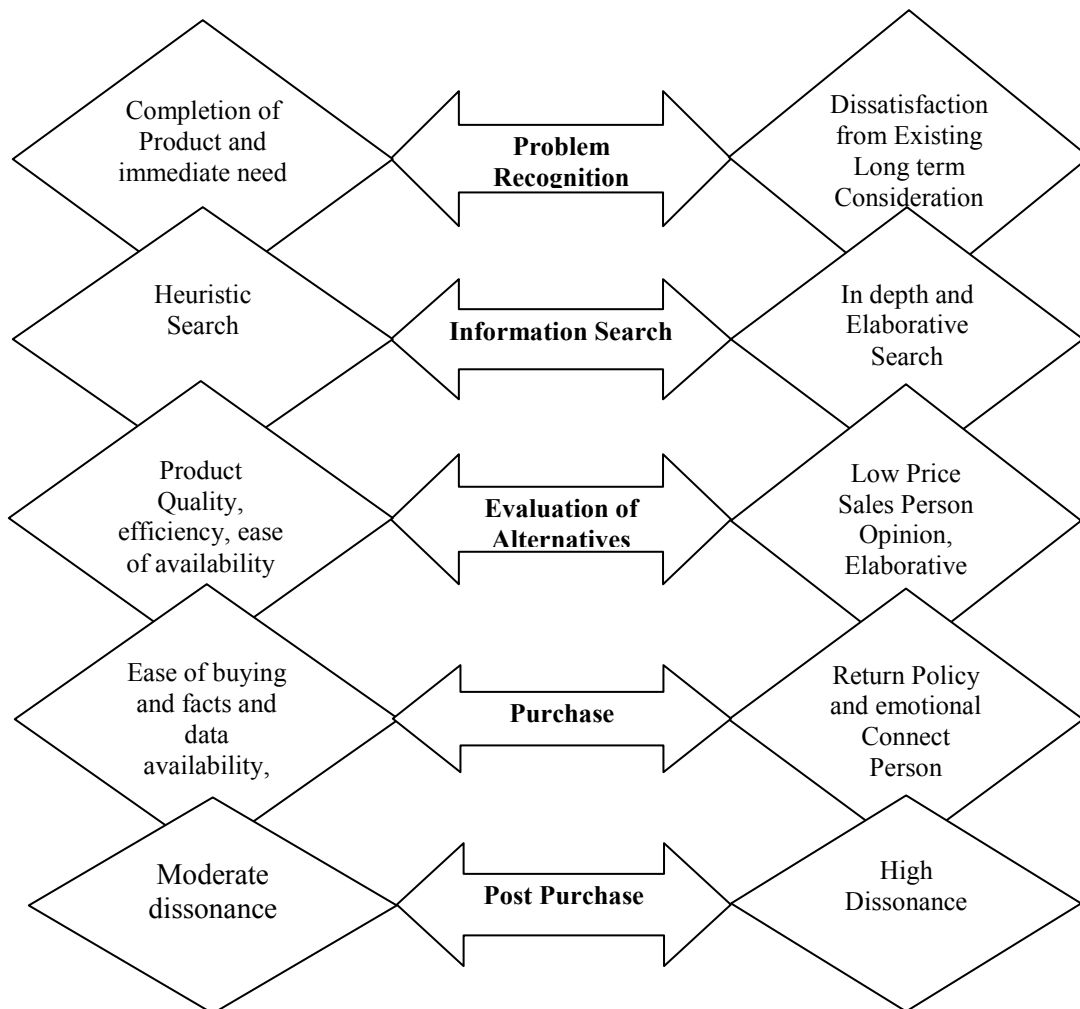 Completion of
Product and
immediate need
Problem
Recognition
Dissatisfaction
from Existing
Long term
Consideration
Heuristic
Search
Information Search
In depth and
Elaborative
Search
Product
Quality,
efficiency, ease
of availability
Evaluation of
Alternatives
Low Price
Sales Person
Opinion,
Elaborative
Ease of buying
and facts and
data
availability,
Purchase
Return Policy
and emotional
Connect
Person
Moderate
dissonance
Post Purchase
High
Dissonance